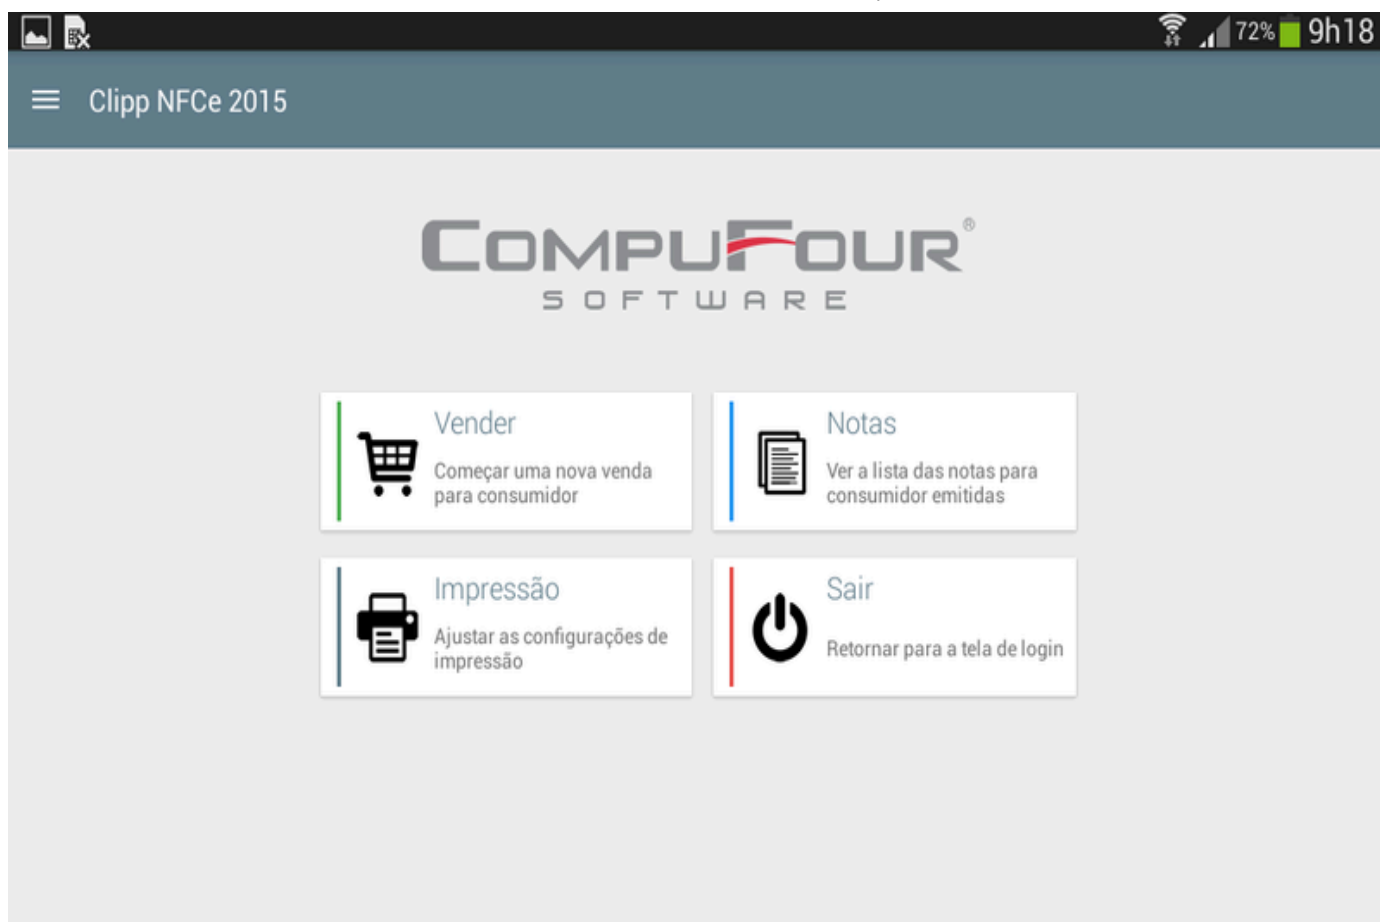 72% 9h18
Clipp NFCe 2015
COMPUFOUR®
SOFTWARE
Vender
Começar uma nova venda
para consumidor
Notas
Ver a lista das notas para
consumidor emitidas
Impressão
Ajustar as configurações de
impressão
Sair
Retornar para a tela de login